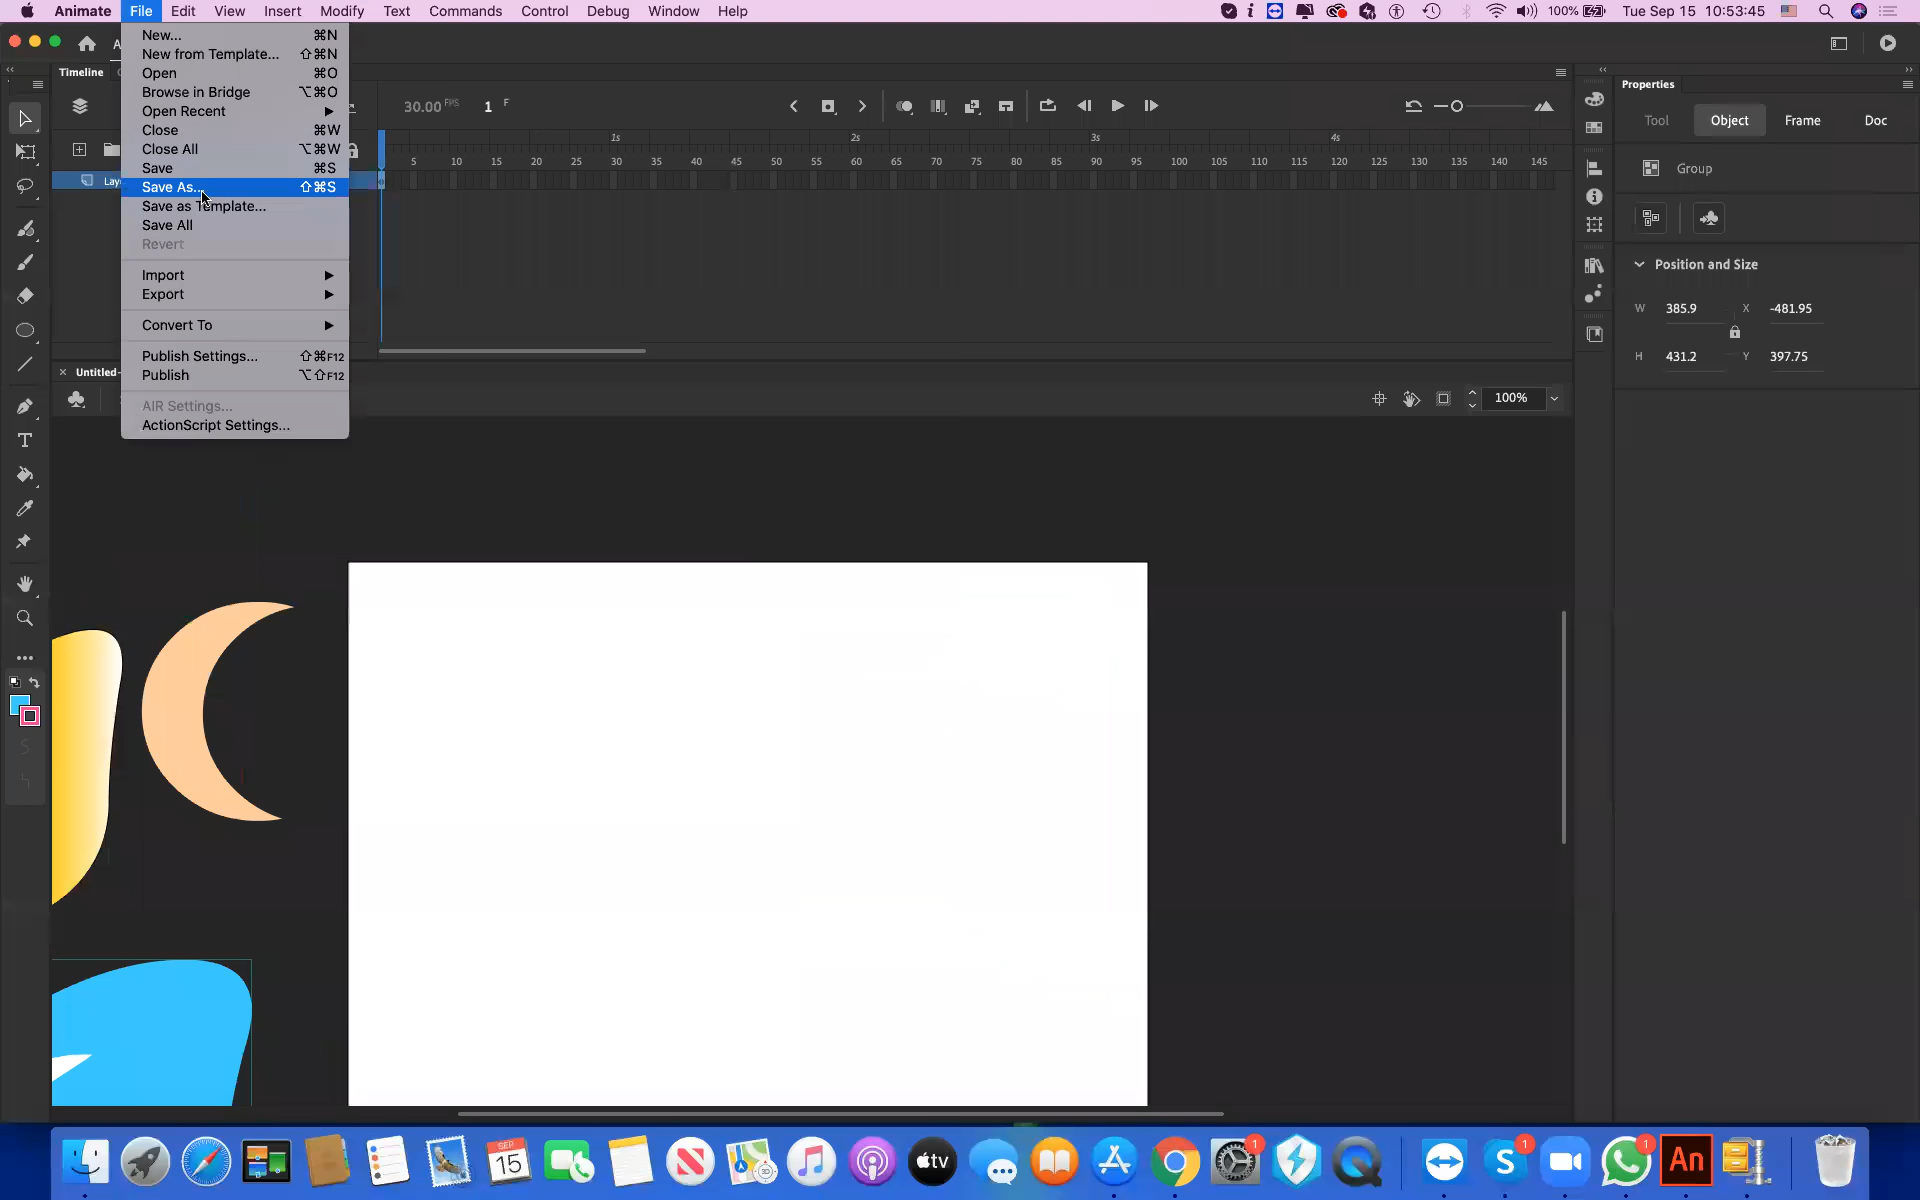 Animate File Edit View Insert Modify Text Commands Control Debug Window Help 100% Tue Sep 15 10:53:45
New... ⌘N
New from Template... ⇧⌘N
Open ⌘O
Browse in Bridge ⌥⌘O
Open Recent ▶
Close ⌘W
Close All ⌥⌘W
Save ⌘S
Save As... ⇧⌘S
Save as Template...
Save All
Revert
Import ▶
Export ▶
Convert To ▶
Publish Settings... ⇧⌘F12
Publish ⌥⇧F12
AIR Settings...
ActionScript Settings...
Timeline
30.00 FPS 1 F
1s 2s 3s 4s
5 10 15 20 25 30 35 40 45 50 55 60 65 70 75 80 85 90 95 100 105 110 115 120 125 130 135 140 145
Untitled-
100%
Properties
Tool Object Frame Doc
Group
Position and Size
W 385.9 X -481.95
H 431.2 Y 397.75
T
SEP
15
3D
tv
1
1
S
1
An